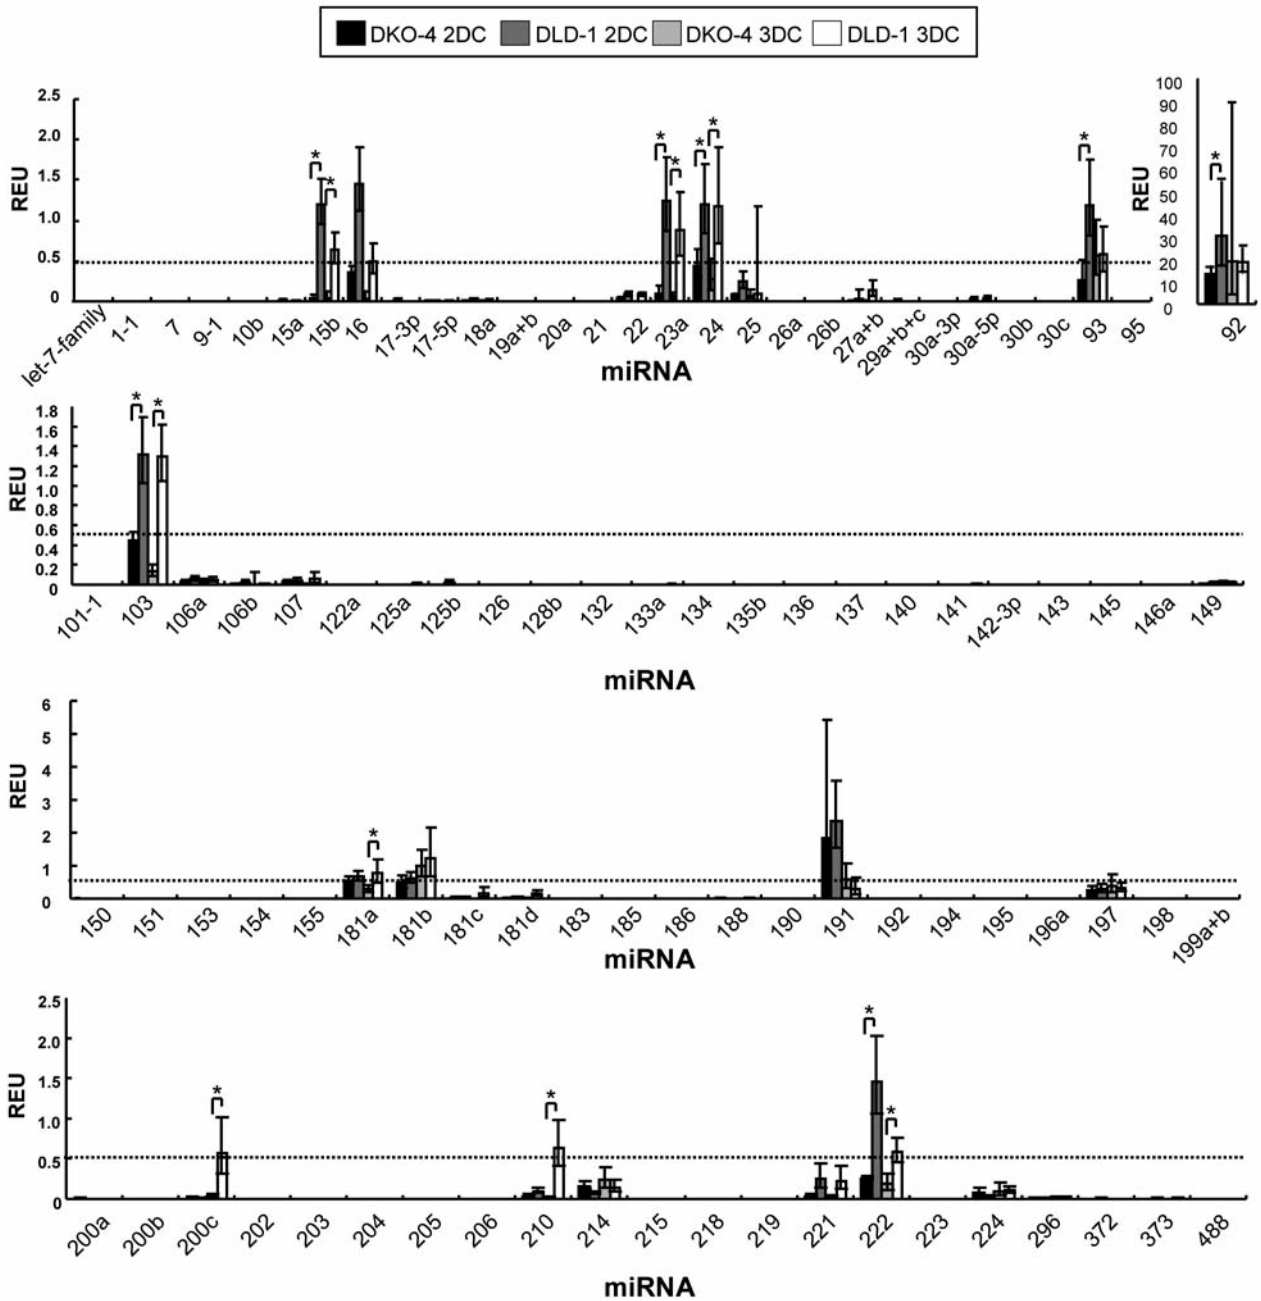 DKO-4 2DC DLD-1 2DC DKO-4 3DC DLD-1 3DC
2.5
2.0
1.5
1.0
0.5
0
REU
* * * * * * *
let-7-family 1-1 7 9-1 10b 15a 15b 16 17-3p 17-5p 18a 19a+b 20a 21 22 23a 24 25 26a 26b 27a+b 29a+b+c 30a-3p 30a-5p 30b 30c 93 95
miRNA
100
90
80
70
60
50
40
30
20
10
0
REU
*
92
1.8
1.6
1.4
1.2
1.0
0.8
0.6
0.4
0.2
0
REU
* *
101-1 103 106a 106b 107 122a 125a 125b 126 128b 132 133a 134 135b 136 137 140 141 142-3p 143 145 146a 149
miRNA
6
5
4
3
2
1
0
REU
*
150 151 153 154 155 181a 181b 181c 181d 183 185 186 188 190 191 192 194 195 196a 197 198 199a+b
miRNA
2.5
2.0
1.5
1.0
0.5
0
REU
* * * *
200a 200b 200c 202 203 204 205 206 210 214 215 218 219 221 222 223 224 296 372 373 488
miRNA